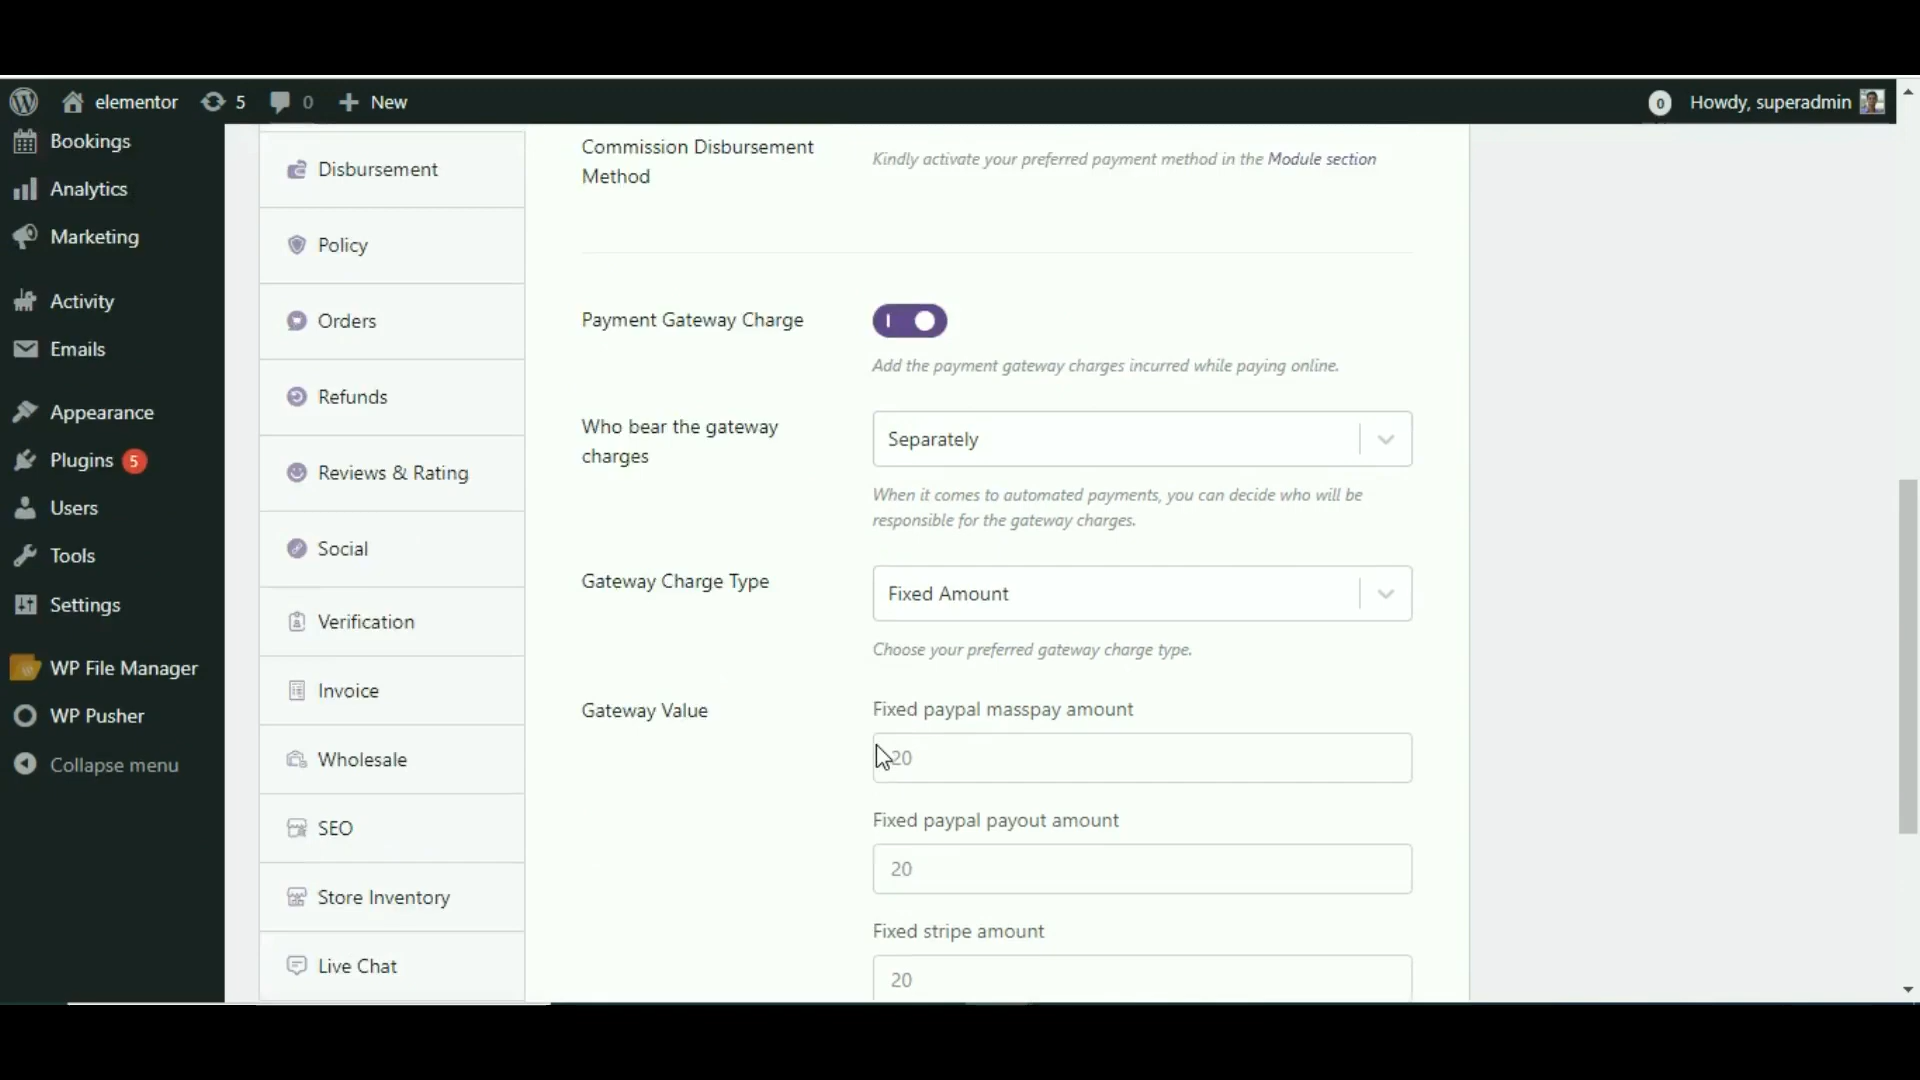 elementor
5
0
New
0
Howdy, superadmin
Bookings
Analytics
Marketing
Activity
Emails
Appearance
Plugins 5
Users
Tools
Settings
WP File Manager
WP Pusher
Collapse menu
Disbursement
Policy
Orders
Refunds
Reviews & Rating
Social
Verification
Invoice
Wholesale
SEO
Store Inventory
Live Chat
Commission Disbursement
Method
Kindly activate your preferred payment method in the Module section
Payment Gateway Charge
Add the payment gateway charges incurred while paying online.
Who bear the gateway
charges
Separately
When it comes to automated payments, you can decide who will be
responsible for the gateway charges.
Gateway Charge Type
Fixed Amount
Choose your preferred gateway charge type.
Gateway Value
Fixed paypal masspay amount
20
Fixed paypal payout amount
20
Fixed stripe amount
20